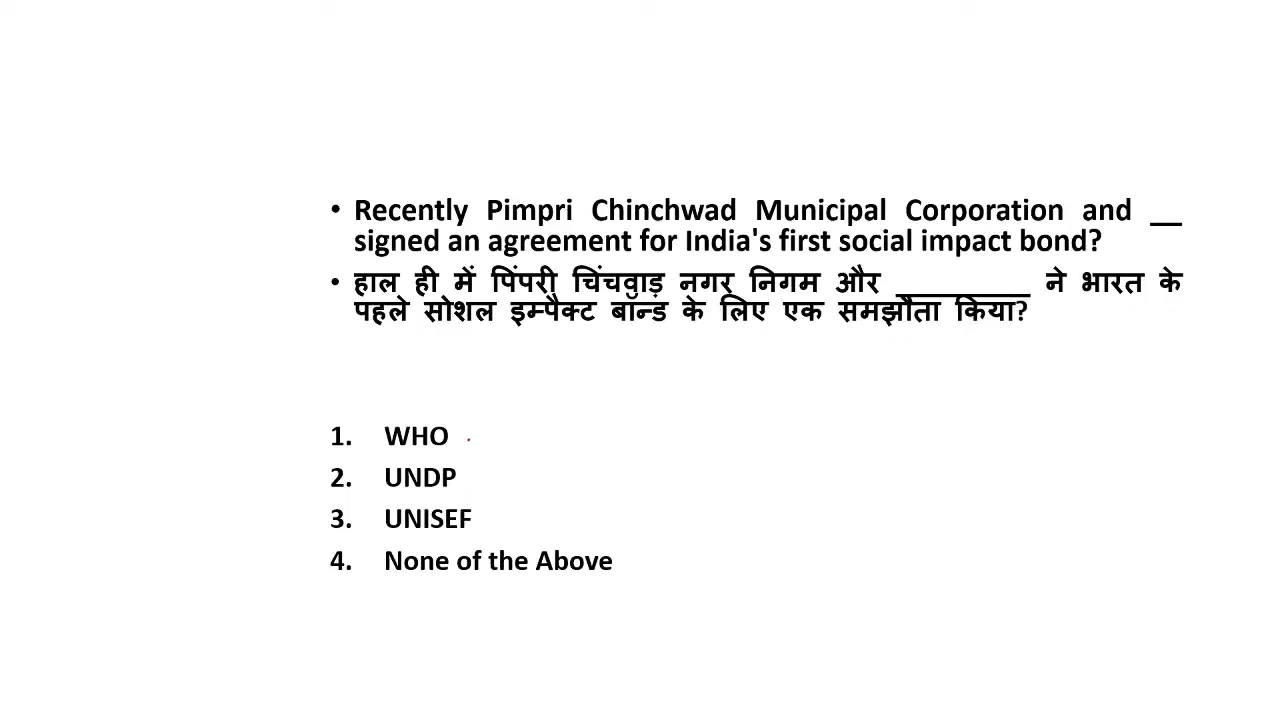 • Recently Pimpri Chinchwad Municipal Corporation and __
signed an agreement for India's first social impact bond?
• हाल ही में पिंपरी चिंचवाड़ नगर निगम और _________ ने भारत के
पहले सोशल इम्पैक्ट बॉन्ड के लिए एक समझौता किया?
1. WHO
2. UNDP
3. UNISEF
4. None of the Above